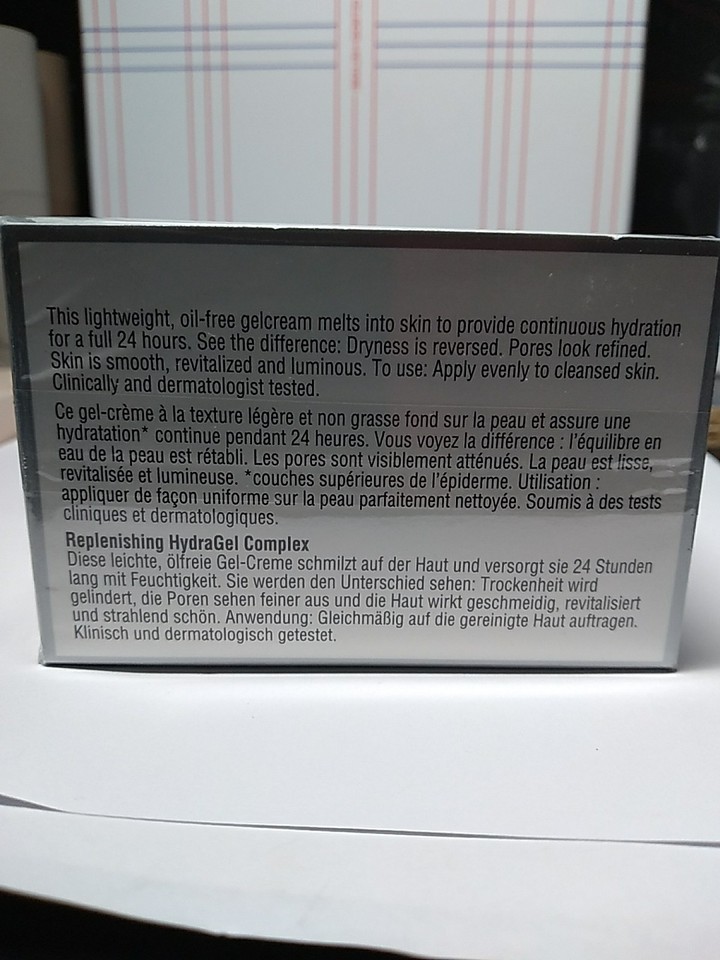 This lightweight, oil-free gelcream melts into skin to provide continuous hydration
for a full 24 hours. See the difference: Dryness is reversed. Pores look refined.
Skin is smooth, revitalized and luminous. To use: Apply evenly to cleansed skin.
Clinically and dermatologist tested.
Ce gel-crème à la texture légère et non grasse fond sur la peau et assure une
hydratation* continue pendant 24 heures. Vous voyez la différence : l'équilibre en
eau de la peau est rétabli. Les pores sont visiblement atténués. La peau est lisse,
revitalisée et lumineuse. *couches supérieures de l'épiderme. Utilisation :
appliquer de façon uniforme sur la peau parfaitement nettoyée. Soumis à des tests
cliniques et dermatologiques.
Replenishing HydraGel Complex
Diese leichte, ölfreie Gel-Creme schmilzt auf der Haut und versorgt sie 24 Stunden
lang mit Feuchtigkeit. Sie werden den Unterschied sehen: Trockenheit wird
gelindert, die Poren sehen feiner aus und die Haut wirkt geschmeidig, revitalisiert
und strahlend schön. Anwendung: Gleichmäßig auf die gereinigte Haut auftragen.
Klinisch und dermatologisch getestet.